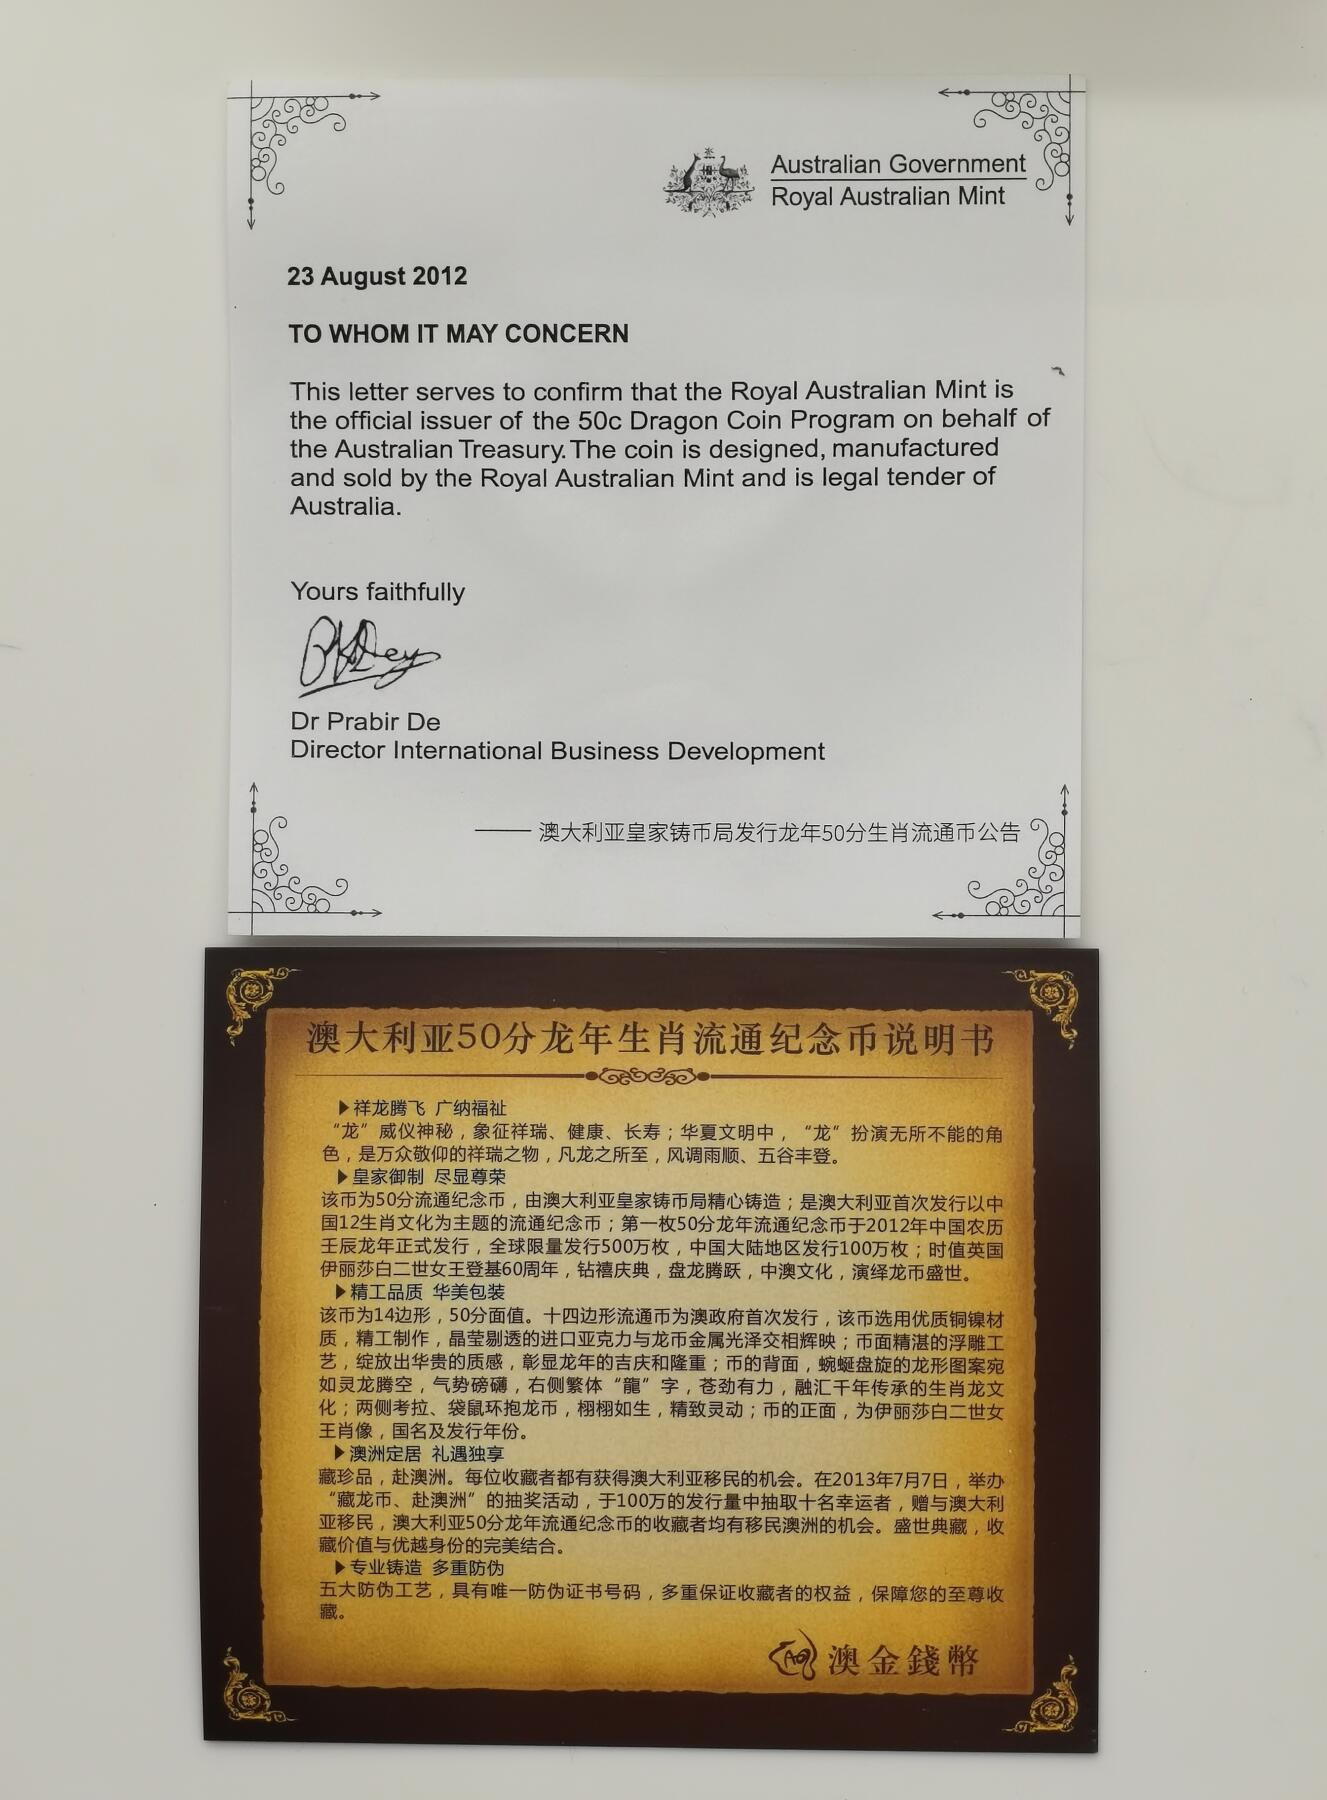 Australian Government
Royal Australian Mint
23 August 2012
TO WHOM IT MAY CONCERN
This letter serves to confirm that the Royal Australian Mint is
the official issuer of the 50c Dragon Coin Program on behalf of
the Australian Treasury. The coin is designed, manufactured
and sold by the Royal Australian Mint and is legal tender of
Australia.
Yours faithfully
Dr Prabir De
Director International Business Development
—— 澳大利亚皇家铸币局发行龙年50分生肖流通币公告
澳大利亚50分龙年生肖流通纪念币说明书
▶祥龙腾飞 广纳福祉
“龙”威仪神秘，象征祥瑞、健康、长寿；华夏文明中，“龙”扮演无所不能的角
色，是万众敬仰的祥瑞之物，凡龙之所至，风调雨顺、五谷丰登。
▶皇家御制 尽显尊荣
该币为50分流通纪念币，由澳大利亚皇家铸币局精心铸造；是澳大利亚首次发行以中
国12生肖文化为主题的流通纪念币；第一枚50分龙年流通纪念币于2012年中国农历
壬辰龙年正式发行，全球限量发行500万枚，中国大陆地区发行100万枚；时值英国
伊丽莎白二世女王登基60周年，钻禧庆典，盘龙腾跃，中澳文化，演绎龙币盛世。
▶精工品质 华美包装
该币为14边形，50分面值。十四边形流通币为澳政府首次发行，该币选用优质铜镍材
质，精工制作，晶莹剔透的进口亚克力与龙币金属光泽交相辉映；币面精湛的浮雕工
艺，绽放出华贵的质感，彰显龙年的吉庆和隆重；币的背面，蜿蜒盘旋的龙形图案宛
如灵龙腾空，气势磅礴，右侧繁体“龍”字，苍劲有力，融汇千年传承的生肖龙文
化；两侧考拉、袋鼠环抱龙币，栩栩如生，精致灵动；币的正面，为伊丽莎白二世女
王肖像，国名及发行年份。
▶澳洲定居 礼遇独享
藏珍品，赴澳洲。每位收藏者都有获得澳大利亚移民的机会。在2013年7月7日，举办
“藏龙币、赴澳洲”的抽奖活动，于100万的发行量中抽取十名幸运者，赠与澳大利
亚移民，澳大利亚50分龙年流通纪念币的收藏者均有移民澳洲的机会。盛世典藏，收
藏价值与优越身份的完美结合。
▶专业铸造 多重防伪
五大防伪工艺，具有唯一防伪证书号码，多重保证收藏者的权益，保障您的至尊收
藏。
澳金錢幣